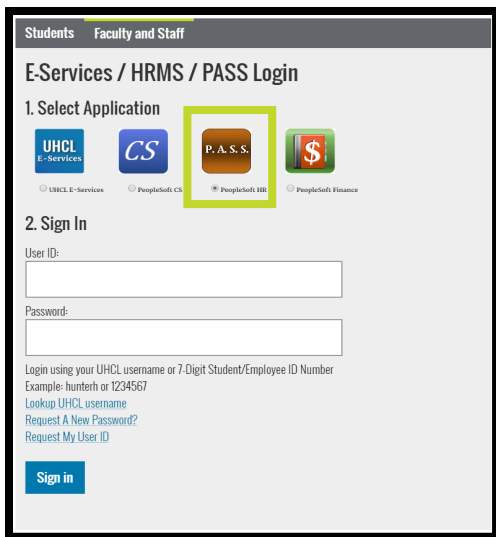 Students Faculty and Staff
E-Services / HRMS / PASS Login
1. Select Application
UHCL E-Services
CS
P. A. S. S.
$
UHCL E-Services PeopleSoft CS PeopleSoft HR PeopleSoft Finance
2. Sign In
User ID:
Password:
Login using your UHCL username or 7-Digit Student/Employee ID Number
Example: hunterh or 1234567
Lookup UHCL username
Request A New Password?
Request My User ID
Sign in